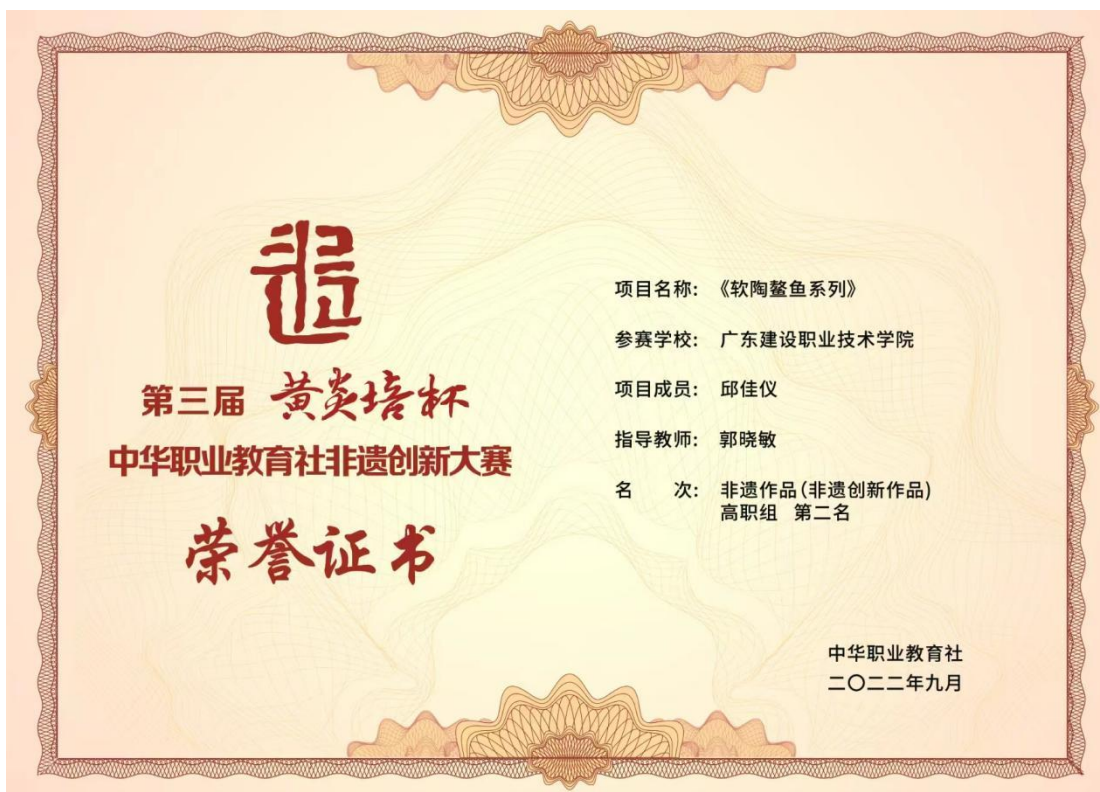 非遗
第三届 黄炎培杯
中华职业教育社非遗创新大赛
荣誉证书
项目名称: 《软陶鳌鱼系列》
参赛学校: 广东建设职业技术学院
项目成员: 邱佳仪
指导教师: 郭晓敏
名 次: 非遗作品(非遗创新作品)
高职组 第二名
中华职业教育社
二〇二二年九月